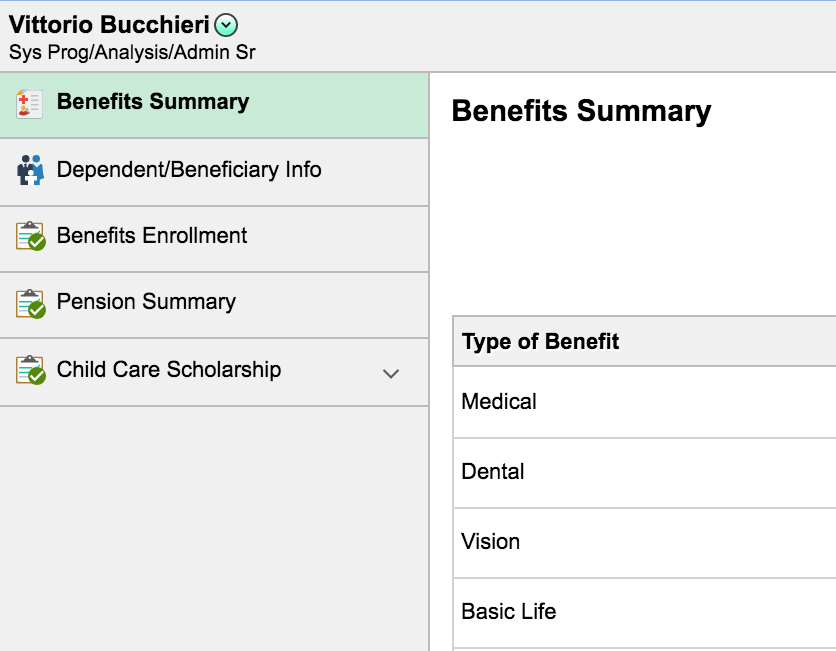 Vittorio Bucchieri
Sys Prog/Analysis/Admin Sr
Benefits Summary
Dependent/Beneficiary Info
Benefits Enrollment
Pension Summary
Child Care Scholarship
Benefits Summary
Type of Benefit
Medical
Dental
Vision
Basic Life